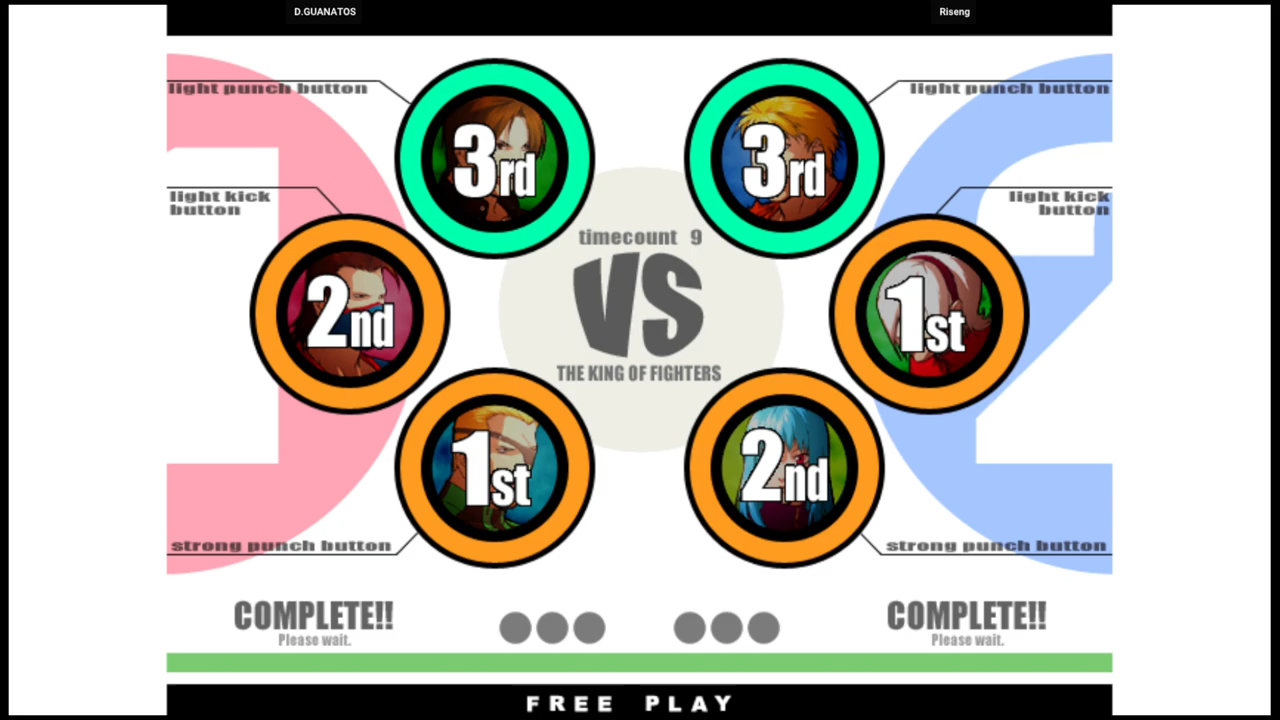 D.GUANATOS
Riseng
light punch button
light punch button
3rd
3rd
light kick
button
light kick
button
timecount 9
2nd
1st
VS
THE KING OF FIGHTERS
1st
2nd
strong punch button
strong punch button
COMPLETE!!
Please wait.
COMPLETE!!
Please wait.
FREE PLAY